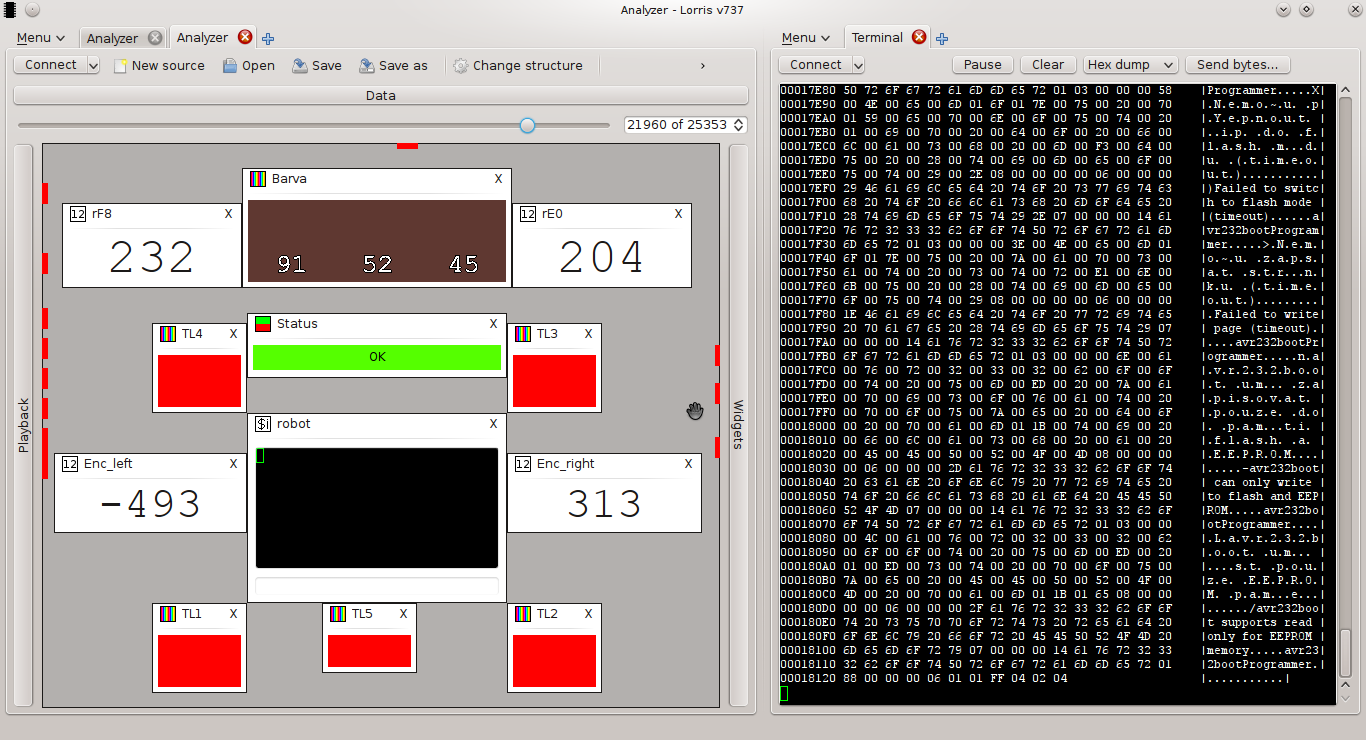 Analyzer - Lorris v737
Menu
Analyzer
Analyzer
Connect
New source
Open
Save
Save as
Change structure
›
Data
21960 of 25353
Playback
Barva X
91 52 45
12 rF8 X
232
12 rE0 X
204
TL4 X
Status X
OK
TL3 X
$i robot X
12 Enc_left X
-493
12 Enc_right X
313
TL1 X
TL5 X
TL2 X
Widgets
Menu
Terminal
Connect
Pause
Clear
Hex dump
Send bytes...
00017E80 50 72 6F 67 72 61 6D 6D 65 72 01 03 00 00 00 58 |Programmer.....X|
00017E90 00 4E 00 65 00 6D 01 6F 01 7E 00 75 00 20 00 70 |.N.e.m.o.~.u. .p|
00017EA0 01 59 00 65 00 70 00 6E 00 6F 00 75 00 74 00 20 |.Y.e.p.n.o.u.t. |
00017EB0 01 00 69 00 70 00 20 00 64 00 6F 00 20 00 66 00 |..i.p. .d.o. .f.|
00017EC0 6C 00 61 00 73 00 68 00 20 00 6D 00 F3 00 64 00 |l.a.s.h. .m...d.|
00017ED0 75 00 20 00 28 00 74 00 69 00 6D 00 65 00 6F 00 |u. .(.t.i.m.e.o.|
00017EE0 75 00 74 00 29 00 2E 08 00 00 00 00 06 00 00 00 |u.t.)...........|
00017EF0 29 46 61 69 6C 65 64 20 74 6F 20 73 77 69 74 63 |)Failed to switc|
00017F00 68 20 74 6F 20 66 6C 61 73 68 20 6D 6F 64 65 20 |h to flash mode |
00017F10 28 74 69 6D 65 6F 75 74 29 2E 07 00 00 00 14 61 |(timeout)......a|
00017F20 76 72 32 33 32 62 6F 6F 74 50 72 6F 67 72 61 6D |vr232bootProgram|
00017F30 6D 65 72 01 03 00 00 00 3E 00 4E 00 65 00 6D 01 |mer.....>.N.e.m.|
00017F40 6F 01 7E 00 75 00 20 00 7A 00 61 00 70 00 73 00 |o.~.u. .z.a.p.s.|
00017F50 61 00 74 00 20 00 73 00 74 00 72 00 E1 00 6E 00 |a.t. .s.t.r...n.|
00017F60 6B 00 75 00 20 00 28 00 74 00 69 00 6D 00 65 00 |k.u. .(.t.i.m.e.|
00017F70 6F 00 75 00 74 00 29 08 00 00 00 00 06 00 00 00 |o.u.t.).........|
00017F80 1E 46 61 69 6C 65 64 20 74 6F 20 77 72 69 74 65 |.Failed to write|
00017F90 20 70 61 67 65 20 28 74 69 6D 65 6F 75 74 29 07 | page (timeout).|
00017FA0 00 00 00 14 61 76 72 32 33 32 62 6F 6F 74 50 72 |....avr232bootPr|
00017FB0 6F 67 72 61 6D 6D 65 72 01 03 00 00 00 6E 00 61 |ogrammer.....n.a|
00017FC0 00 76 00 72 00 32 00 33 00 32 00 62 00 6F 00 6F |.v.r.2.3.2.b.o.o|
00017FD0 00 74 00 20 00 75 00 6D 00 ED 00 20 00 7A 00 61 |.t. .u.m... .z.a|
00017FE0 00 70 00 69 00 73 00 6F 00 76 00 61 00 74 00 20 |.p.i.s.o.v.a.t. |
00017FF0 00 70 00 6F 00 75 00 7A 00 65 00 20 00 64 00 6F |.p.o.u.z.e. .d.o|
00018000 00 20 00 70 00 61 00 6D 01 1B 00 74 00 69 00 20 |. .p.a.m...t.i. |
00018010 00 66 00 6C 00 61 00 73 00 68 00 20 00 61 00 20 |.f.l.a.s.h. .a. |
00018020 00 45 00 45 00 50 00 52 00 4F 00 4D 08 00 00 00 |.E.E.P.R.O.M....|
00018030 00 06 00 00 00 2D 61 76 72 32 33 32 62 6F 6F 74 |.....-avr232boot|
00018040 20 63 61 6E 20 6F 6E 6C 79 20 77 72 69 74 65 20 | can only write |
00018050 74 6F 20 66 6C 61 73 68 20 61 6E 64 20 45 45 50 |to flash and EEP|
00018060 52 4F 4D 07 00 00 00 14 61 76 72 32 33 32 62 6F |ROM.....avr232bo|
00018070 6F 74 50 72 6F 67 72 61 6D 6D 65 72 01 03 00 00 |otProgrammer....|
00018080 00 4C 00 61 00 76 00 72 00 32 00 33 00 32 00 62 |.L.a.v.r.2.3.2.b|
00018090 00 6F 00 6F 00 74 00 20 00 75 00 6D 00 ED 00 20 |.o.o.t. .u.m... |
000180A0 01 00 ED 00 73 00 74 00 20 00 70 00 6F 00 75 00 |....s.t. .p.o.u.|
000180B0 7A 00 65 00 20 00 45 00 45 00 50 00 52 00 4F 00 |z.e. .E.E.P.R.O.|
000180C0 4D 00 20 00 70 00 61 00 6D 01 1B 01 65 08 00 00 |M. .p.a.m...e...|
000180D0 00 00 06 00 00 00 2F 61 76 72 32 33 32 62 6F 6F |....../avr232boo|
000180E0 74 20 73 75 70 70 6F 72 74 73 20 72 65 61 64 20 |t supports read |
000180F0 6F 6E 6C 79 20 66 6F 72 20 45 45 50 52 4F 4D 20 |only for EEPROM |
00018100 6D 65 6D 6F 72 79 07 00 00 00 14 61 76 72 32 33 |memory.....avr23|
00018110 32 62 6F 6F 74 50 72 6F 67 72 61 6D 6D 65 72 01 |2bootProgrammer.|
00018120 88 00 00 00 06 01 01 FF 04 02 04 |...........|